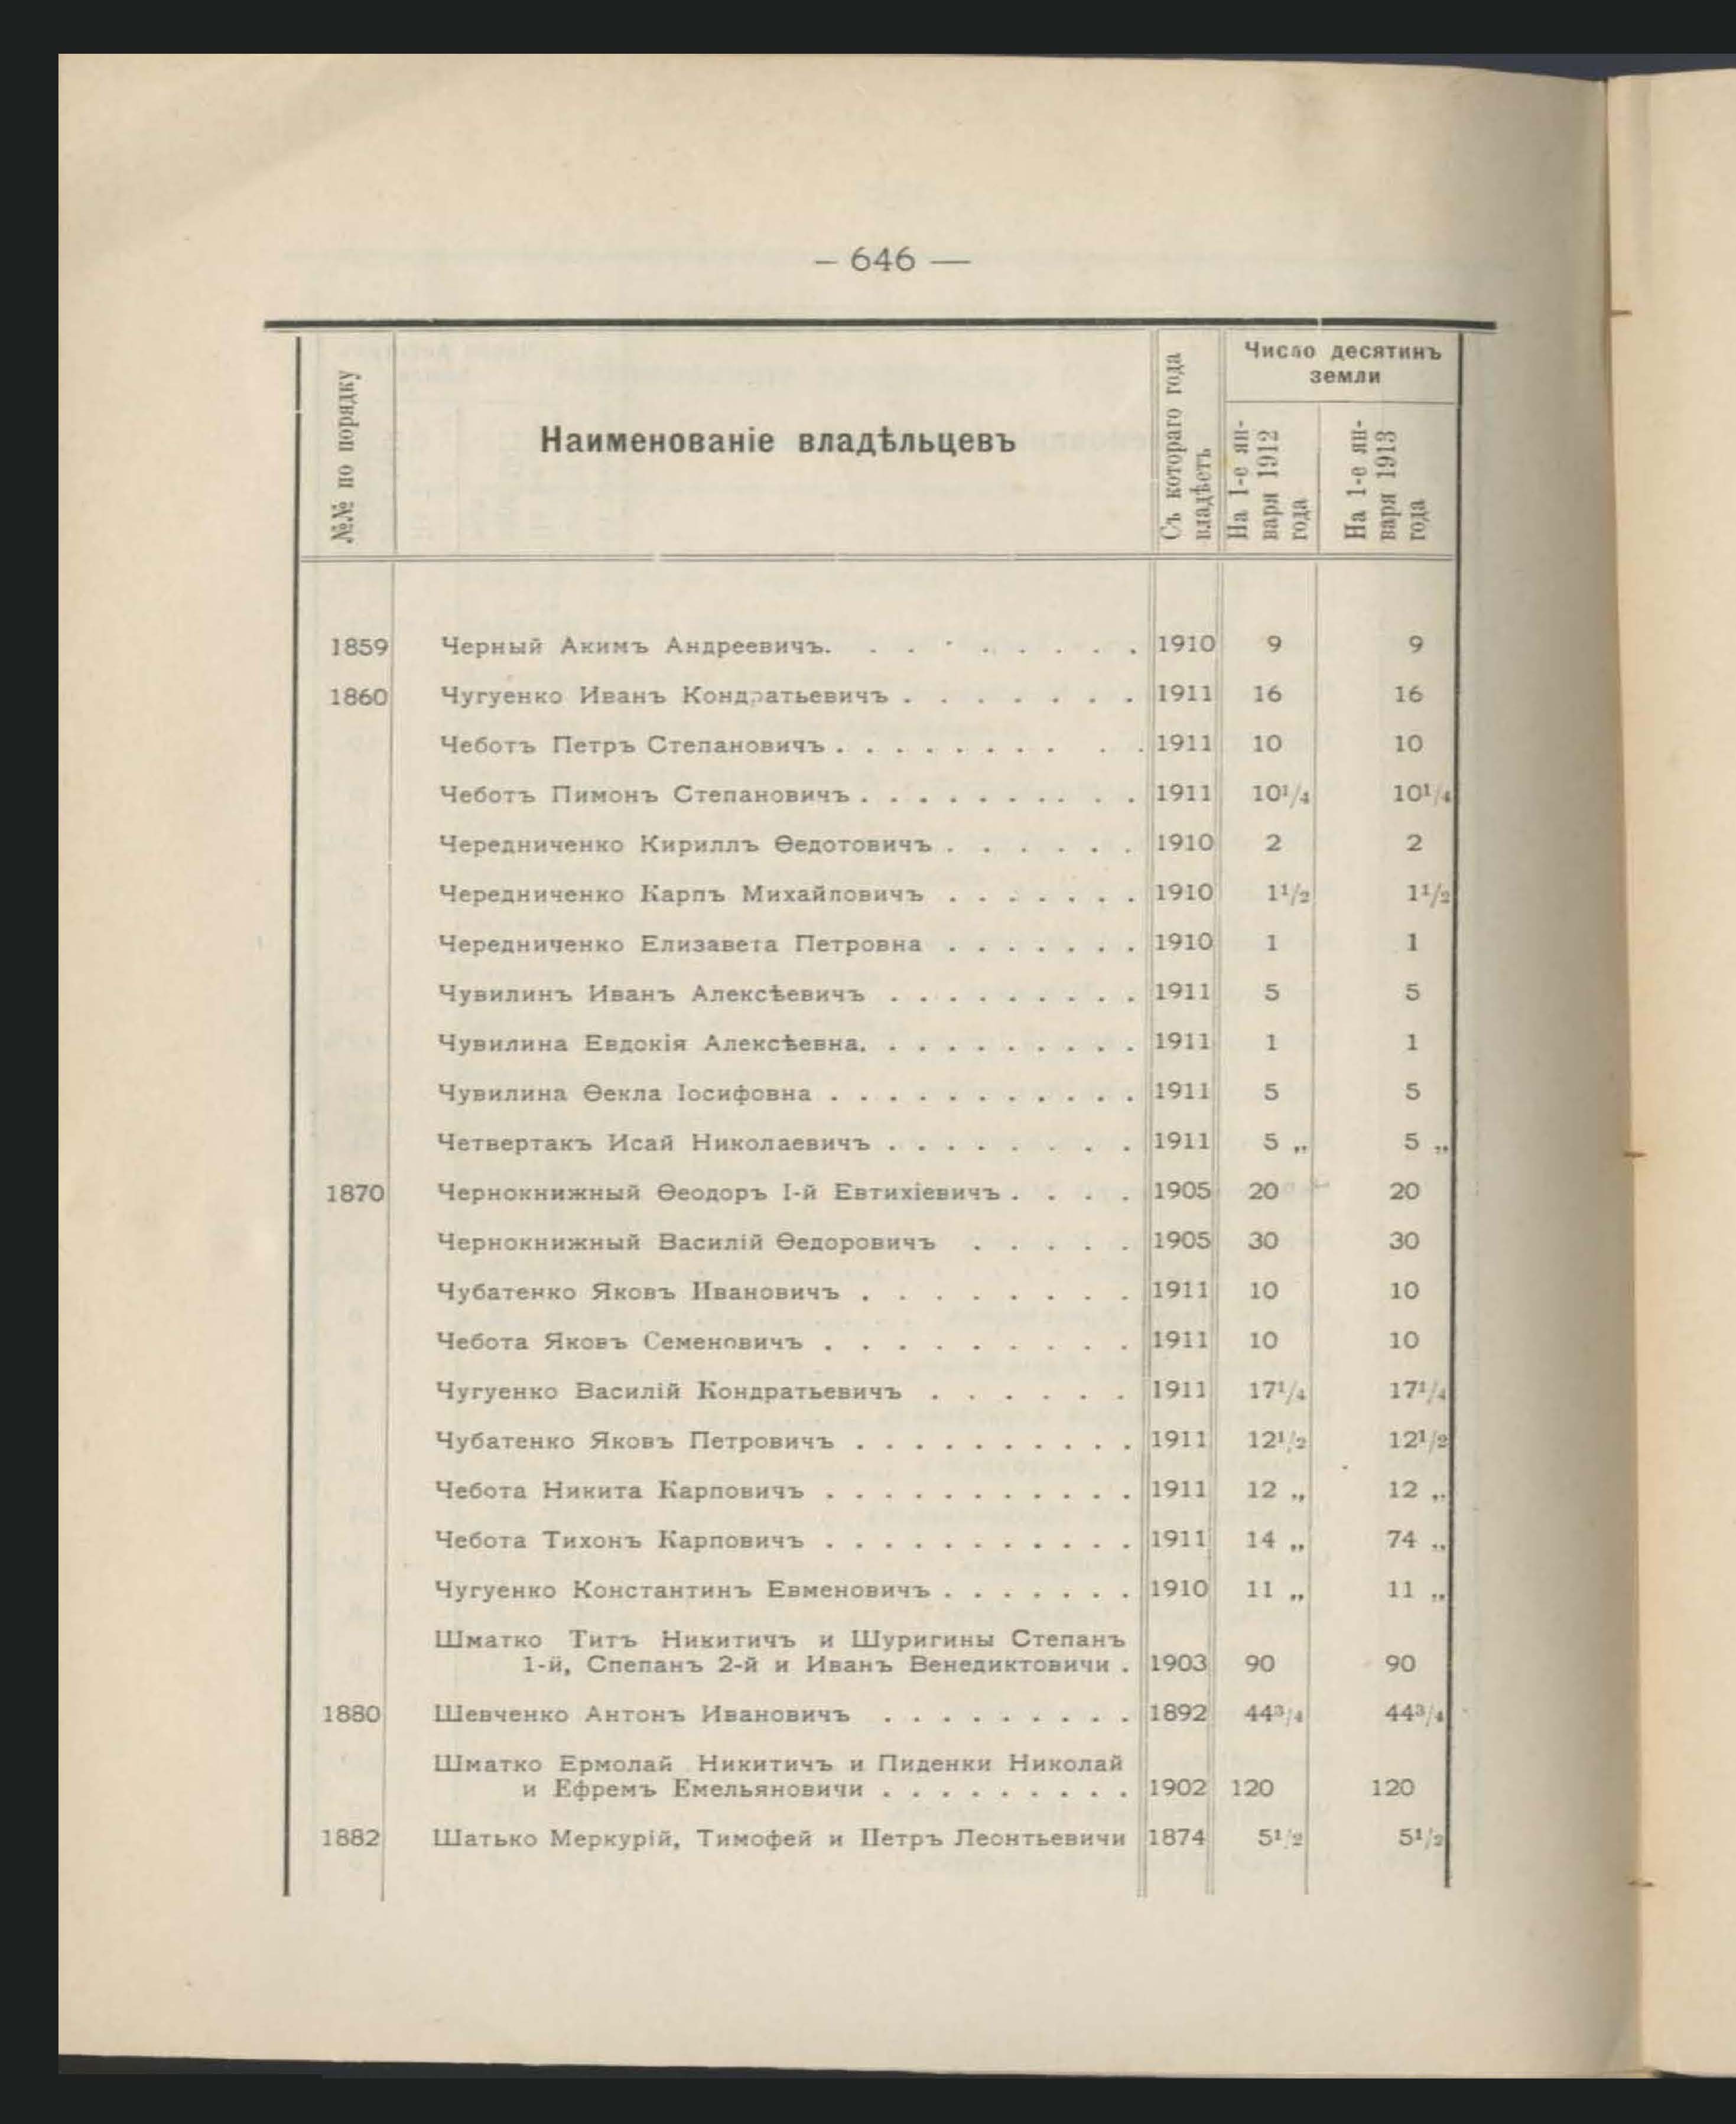 – 646 —
№№ по порядку
Наименованіе владѣльцевъ
Съ котораго года
владѣетъ
Число десятинъ
земли
На 1-е ян-
варя 1912
года
На 1-е ян-
варя 1913
года
1859 Черный Акимъ Андреевичъ. . . . . . . . . 1910 9 9
1860 Чугуенко Иванъ Кондратьевичъ . . . . . . . 1911 16 16
Чеботъ Петръ Степановичъ . . . . . . . . . . 1911 10 10
Чеботъ Пимонъ Степановичъ . . . . . . . . . . 1911 10¹/₄ 10¹/₄
Чередниченко Кириллъ Ѳедотовичъ . . . . . . 1910 2 2
Чередниченко Карпъ Михайловичъ . . . . . . . 1910 1¹/₂ 1¹/₂
Чередниченко Елизавета Петровна . . . . . . . 1910 1 1
Чувилинъ Иванъ Алексѣевичъ . . . . . . . . . 1911 5 5
Чувилина Евдокія Алексѣевна. . . . . . . . . . 1911 1 1
Чувилина Ѳекла Іосифовна . . . . . . . . . . . 1911 5 5
Четвертакъ Исай Николаевичъ . . . . . . . . 1911 5 „ 5 „
1870 Чернокнижный Ѳеодоръ I-й Евтихіевичъ . . . . 1905 20 20
Чернокнижный Василій Ѳедоровичъ . . . . . 1905 30 30
Чубатенко Яковъ Ивановичъ . . . . . . . . 1911 10 10
Чебота Яковъ Семеновичъ . . . . . . . . . 1911 10 10
Чугуенко Василій Кондратьевичъ . . . . . . 1911 17¹/₄ 17¹/₄
Чубатенко Яковъ Петровичъ . . . . . . . . . . 1911 12¹/₂ 12¹/₂
Чебота Никита Карповичъ . . . . . . . . . . . 1911 12 „ 12 „
Чебота Тихонъ Карповичъ . . . . . . . . . . . 1911 14 „ 74 „
Чугуенко Константинъ Евменовичъ . . . . . . . 1910 11 „ 11 „
Шматко Титъ Никитичъ и Шуригины Степанъ
1-й, Спепанъ 2-й и Иванъ Венедиктовичи . 1903 90 90
1880 Шевченко Антонъ Ивановичъ . . . . . . . . . 1892 44³/₄ 44³/₄
Шматко Ермолай Никитичъ и Пиденки Николай
и Ефремъ Емельяновичи . . . . . . . . . 1902 120 120
1882 Шатько Меркурій, Тимофей и Петръ Леонтьевичи 1874 5¹/₂ 5¹/₂